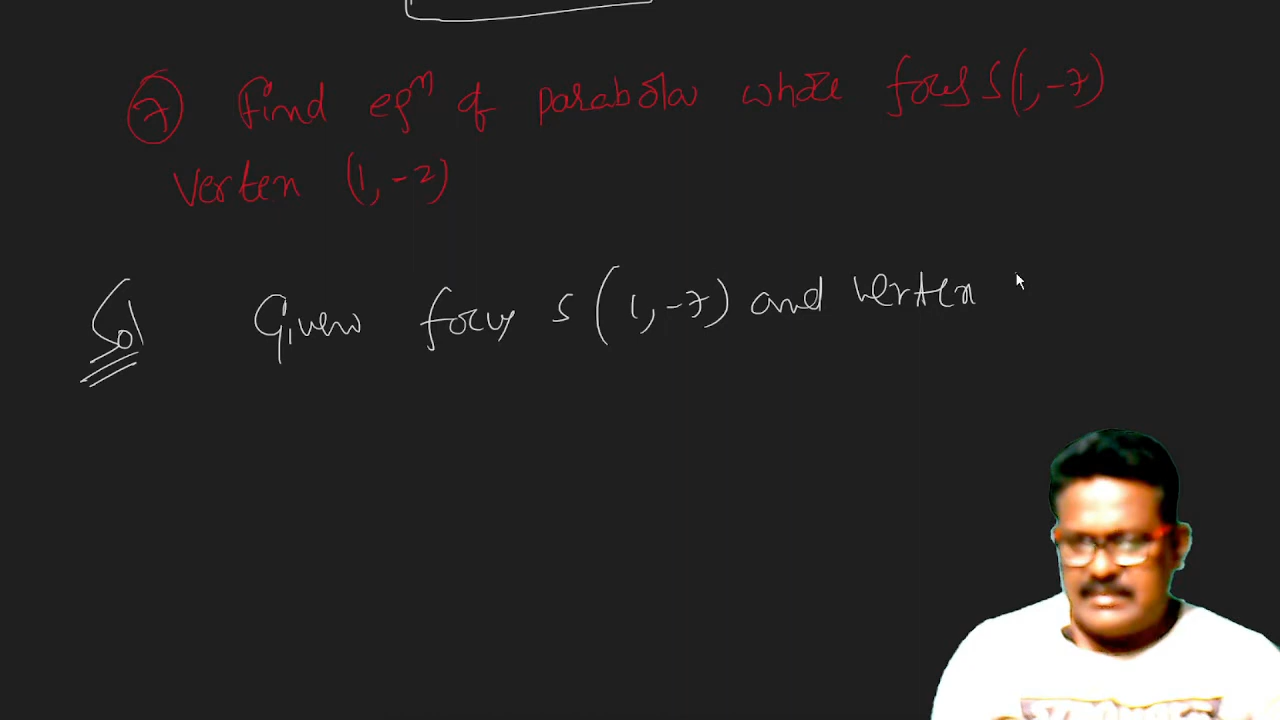 7 Find eqⁿ of parabola whose focus S(1,-7)
Vertex (1,-2)
Sol Given focus S (1,-7) and vertex